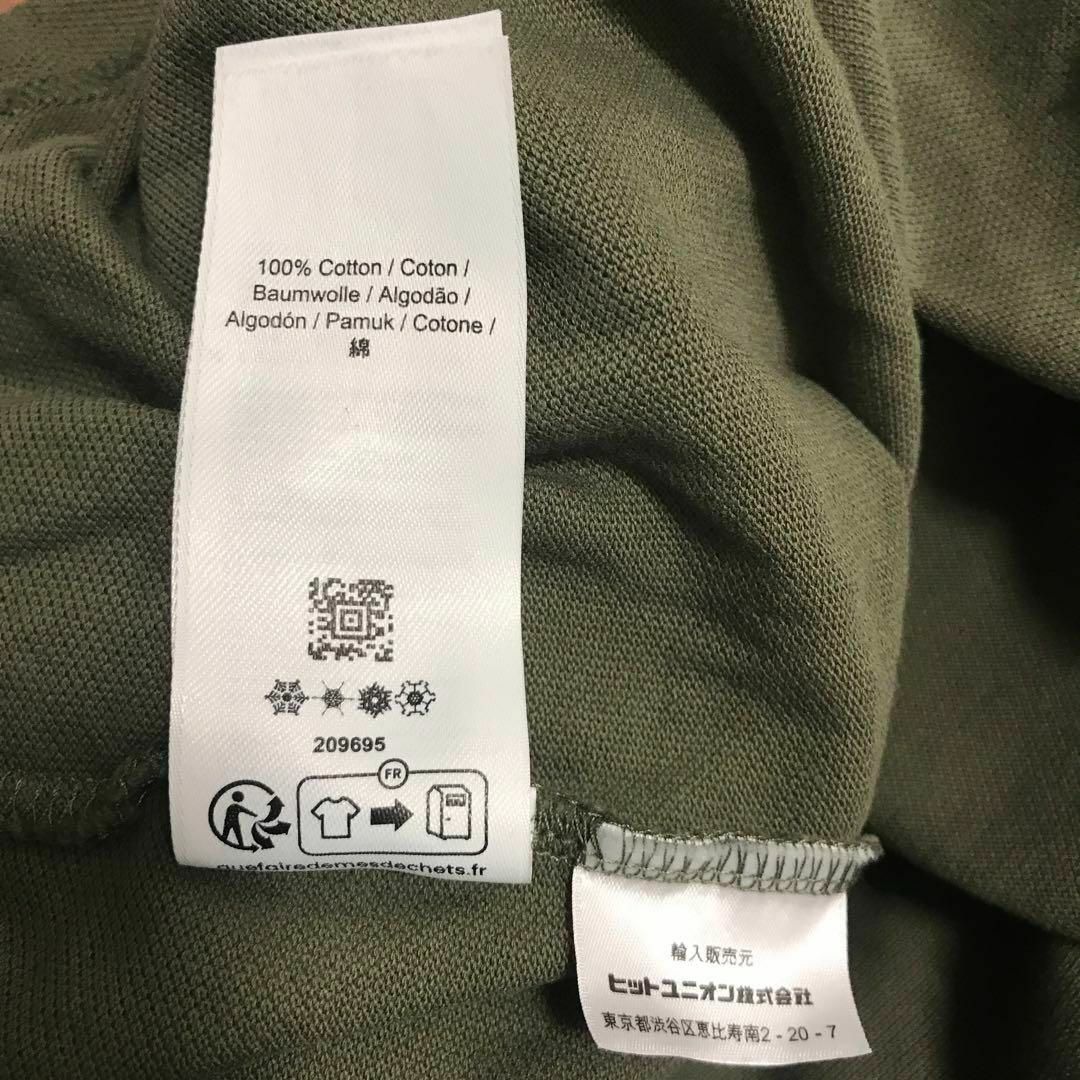 100% Cotton / Coton /
Baumwolle / Algodão /
Algodón / Pamuk / Cotone /
綿
209695
FR
quefairedemesdechets.fr
輸入販売元
ヒットユニオン株式会社
東京都渋谷区恵比寿南2 - 20 - 7